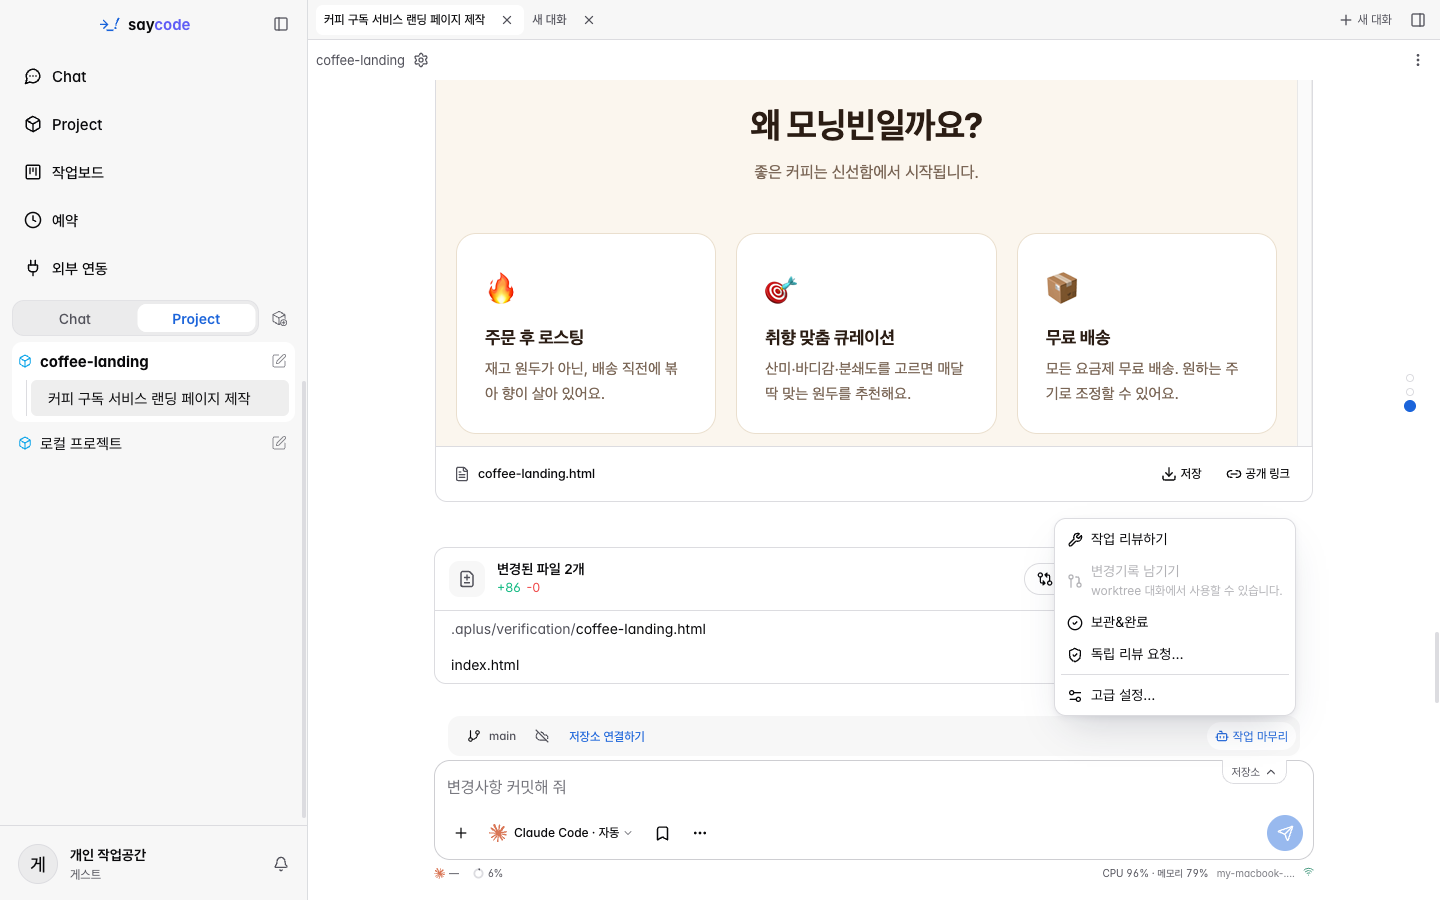 saycode
커피 구독 서비스 랜딩 페이지 제작
새 대화
새 대화
Chat
Project
작업보드
예약
외부 연동
Chat
Project
coffee-landing
커피 구독 서비스 랜딩 페이지 제작
로컬 프로젝트
개인 작업공간
게
게스트
coffee-landing
왜 모닝빈일까요?
좋은 커피는 신선함에서 시작됩니다.
주문 후 로스팅
재고 원두가 아닌, 배송 직전에 볶
아 향이 살아 있어요.
취향 맞춤 큐레이션
산미·바디감·분쇄도를 고르면 매달
딱 맞는 원두를 추천해요.
무료 배송
모든 요금제 무료 배송. 원하는 주
기로 조정할 수 있어요.
coffee-landing.html
저장
공개 링크
변경된 파일 2개
+86 -0
.aplus/verification/coffee-landing.html
index.html
작업 리뷰하기
변경기록 남기기
worktree 대화에서 사용할 수 있습니다.
보관&완료
독립 리뷰 요청...
고급 설정...
main
저장소 연결하기
작업 마무리
저장소
변경사항 커밋해 줘
Claude Code · 자동
—
6%
CPU 96% · 메모리 79%
my-macbook-....